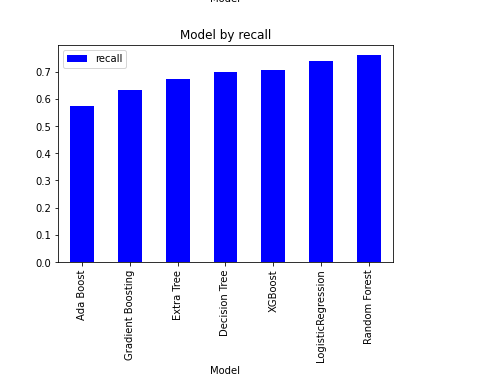 Model
Model by recall
recall
0.7
0.6
0.5
0.4
0.3
0.2
0.1
0.0
Ada Boost
Gradient Boosting
Extra Tree
Decision Tree
XGBoost
LogisticRegression
Random Forest
Model